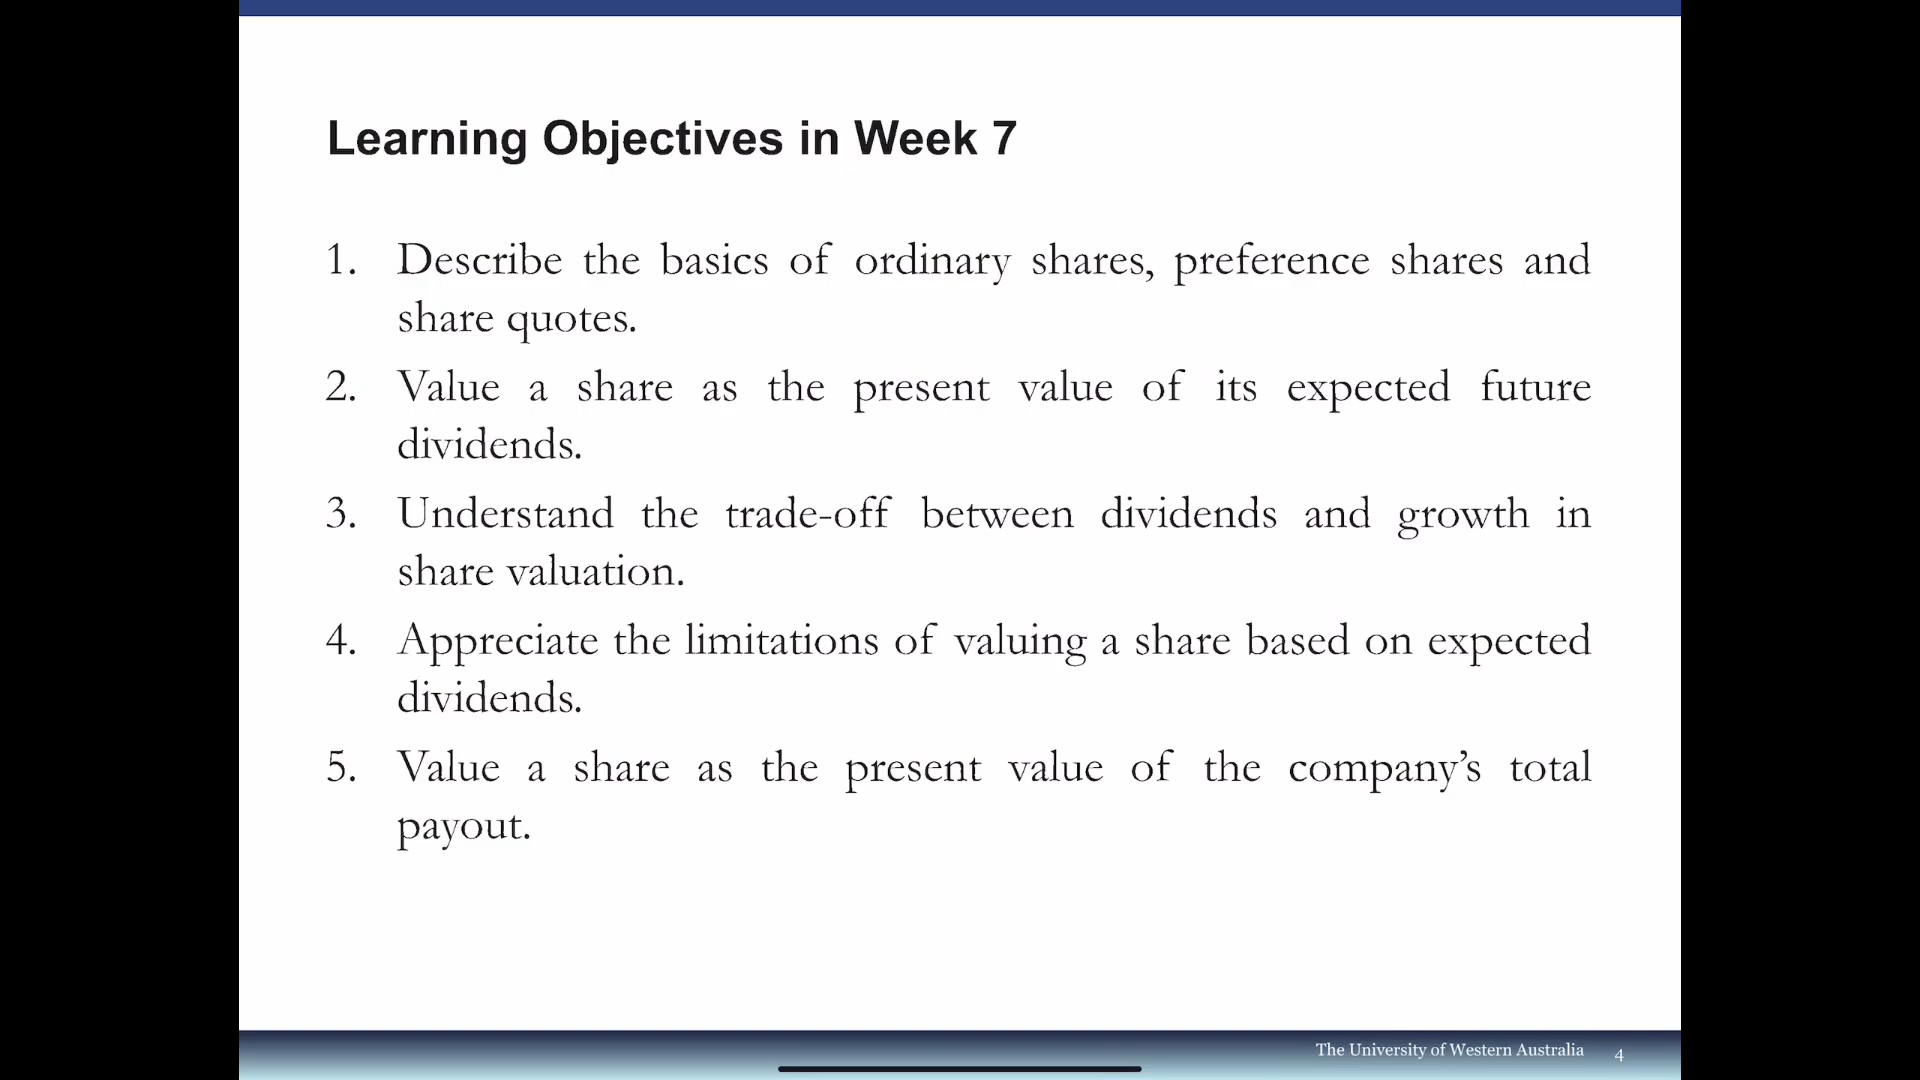 Learning Objectives in Week 7
1. Describe the basics of ordinary shares, preference shares and
share quotes.
2. Value a share as the present value of its expected future
dividends.
3. Understand the trade-off between dividends and growth in
share valuation.
4. Appreciate the limitations of valuing a share based on expected
dividends.
5. Value a share as the present value of the company’s total
payout.
The University of Western Australia 4